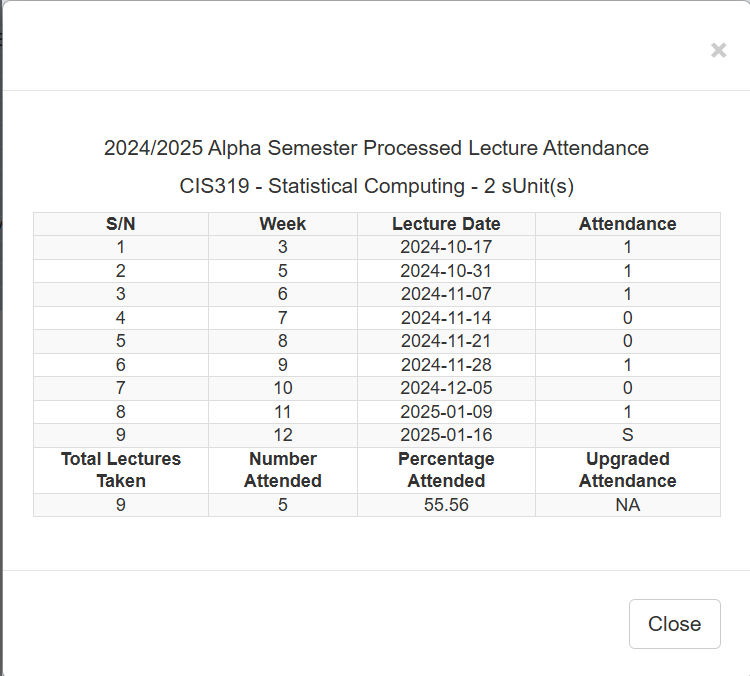 ×
2024/2025 Alpha Semester Processed Lecture Attendance
CIS319 - Statistical Computing - 2 sUnit(s)
S/N Week Lecture Date Attendance
1 3 2024-10-17 1
2 5 2024-10-31 1
3 6 2024-11-07 1
4 7 2024-11-14 0
5 8 2024-11-21 0
6 9 2024-11-28 1
7 10 2024-12-05 0
8 11 2025-01-09 1
9 12 2025-01-16 S
Total Lectures Taken Number Attended Percentage Attended Upgraded Attendance
9 5 55.56 NA
Close